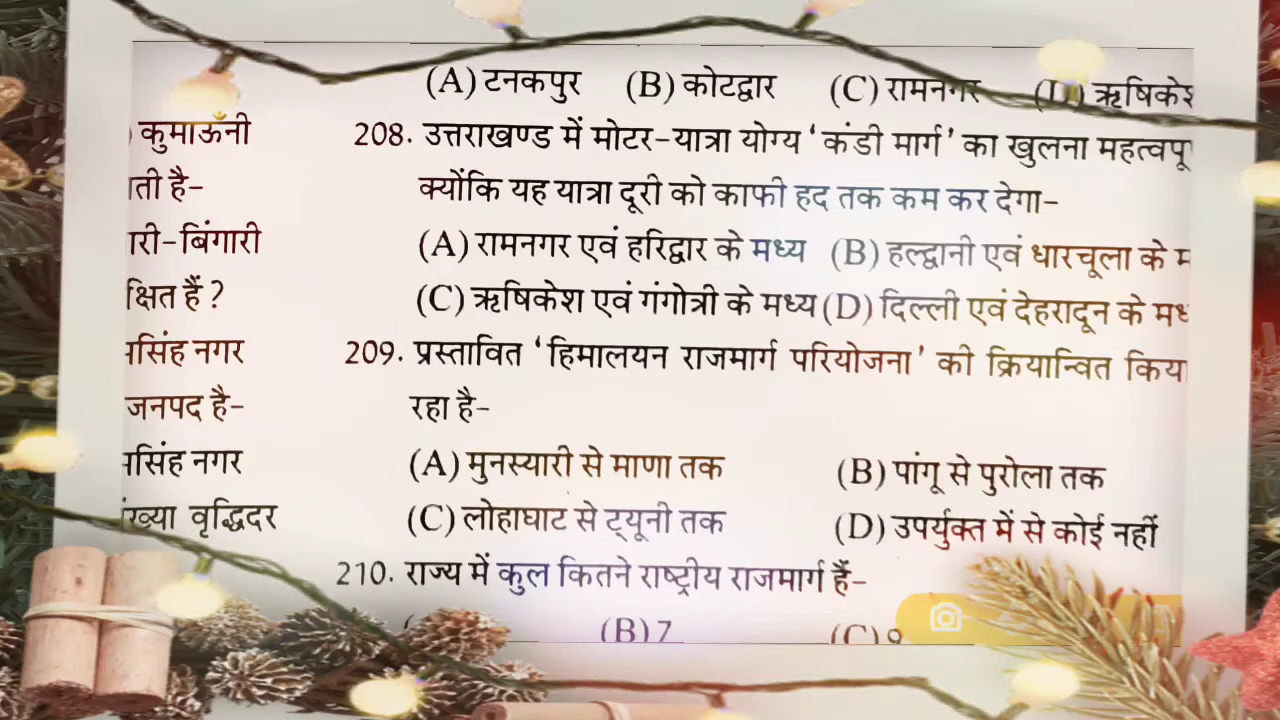 (A) टनकपुर (B) कोटद्वार (C) रामनगर (D) ऋषिकेश
कुमाऊँनी
208. उत्तराखण्ड में मोटर-यात्रा योग्य 'कंडी मार्ग' का खुलना महत्वपू
ती है-
क्योंकि यह यात्रा दूरी को काफी हद तक कम कर देगा-
री-बिंगारी
(A) रामनगर एवं हरिद्वार के मध्य (B) हल्द्वानी एवं धारचूला के म
क्षित हैं ?
(C) ऋषिकेश एवं गंगोत्री के मध्य (D) दिल्ली एवं देहरादून के मध
सिंह नगर
209. प्रस्तावित 'हिमालयन राजमार्ग परियोजना' की क्रियान्वित किया
जनपद है-
रहा है-
सिंह नगर
(A) मुनस्यारी से माणा तक (B) पांगू से पुरोला तक
ंख्या वृद्धिदर
(C) लोहाघाट से ट्यूनी तक (D) उपर्युक्त में से कोई नहीं
210. राज्य में कुल कितने राष्ट्रीय राजमार्ग हैं-
(B) 7 (C)